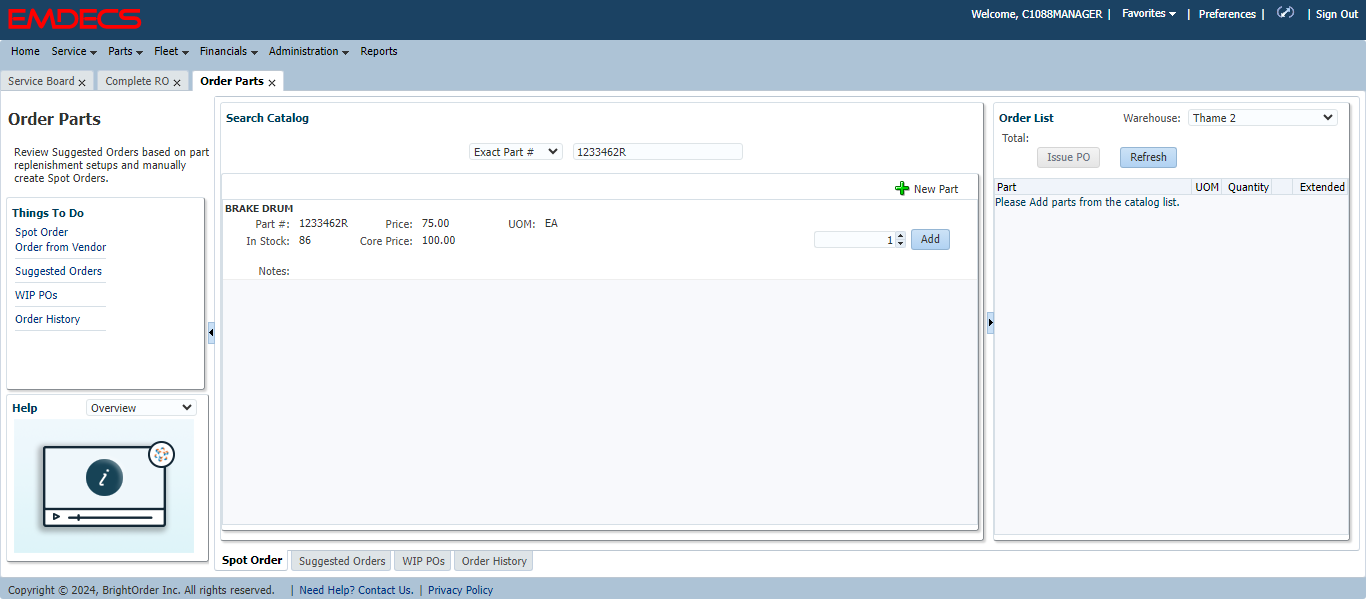 EMDECS
Welcome, C1088MANAGER | Favorites | Preferences | | Sign Out
Home Service Parts Fleet Financials Administration Reports
Service Board x Complete RO x Order Parts x
Order Parts
Review Suggested Orders based on part
replenishment setups and manually
create Spot Orders.
Things To Do
Spot Order
Order from Vendor
Suggested Orders
WIP POs
Order History
Help Overview
i
Search Catalog
Exact Part # 1233462R
New Part
BRAKE DRUM
Part #: 1233462R Price: 75.00 UOM: EA
In Stock: 86 Core Price: 100.00
1 Add
Notes:
Spot Order Suggested Orders WIP POs Order History
Order List Warehouse: Thame 2
Total:
Issue PO Refresh
Part UOM Quantity Extended
Please Add parts from the catalog list.
Copyright © 2024, BrightOrder Inc. All rights reserved. | Need Help? Contact Us. | Privacy Policy